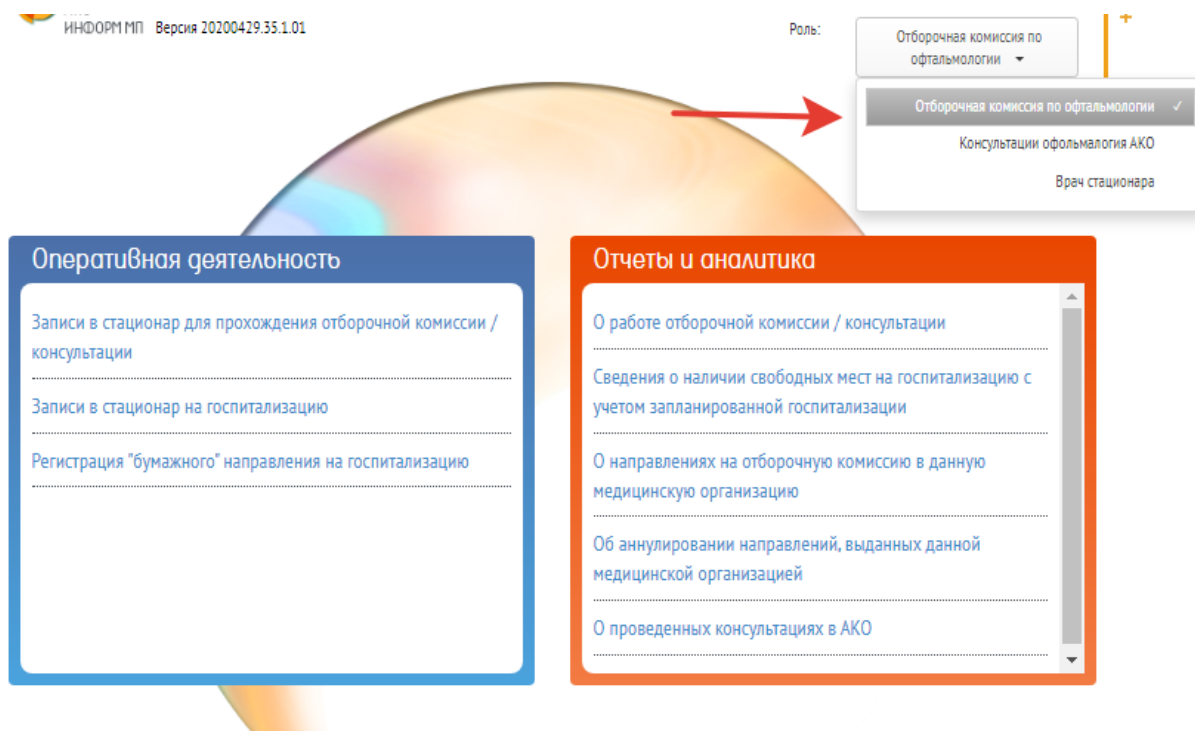 ИНФОРМ МП Версия 20200429.35.1.01
Роль:
Отборочная комиссия по
офтальмологии
Отборочная комиссия по офтальмологии ✓
Консультации офольмалогия АКО
Врач стационара
Оперативная деятельность
Записи в стационар для прохождения отборочной комиссии /
консультации
Записи в стационар на госпитализацию
Регистрация "бумажного" направления на госпитализацию
Отчеты и аналитика
О работе отборочной комиссии / консультации
Сведения о наличии свободных мест на госпитализацию с
учетом запланированной госпитализации
О направлениях на отборочную комиссию в данную
медицинскую организацию
Об аннулировании направлений, выданных данной
медицинской организацией
О проведенных консультациях в АКО